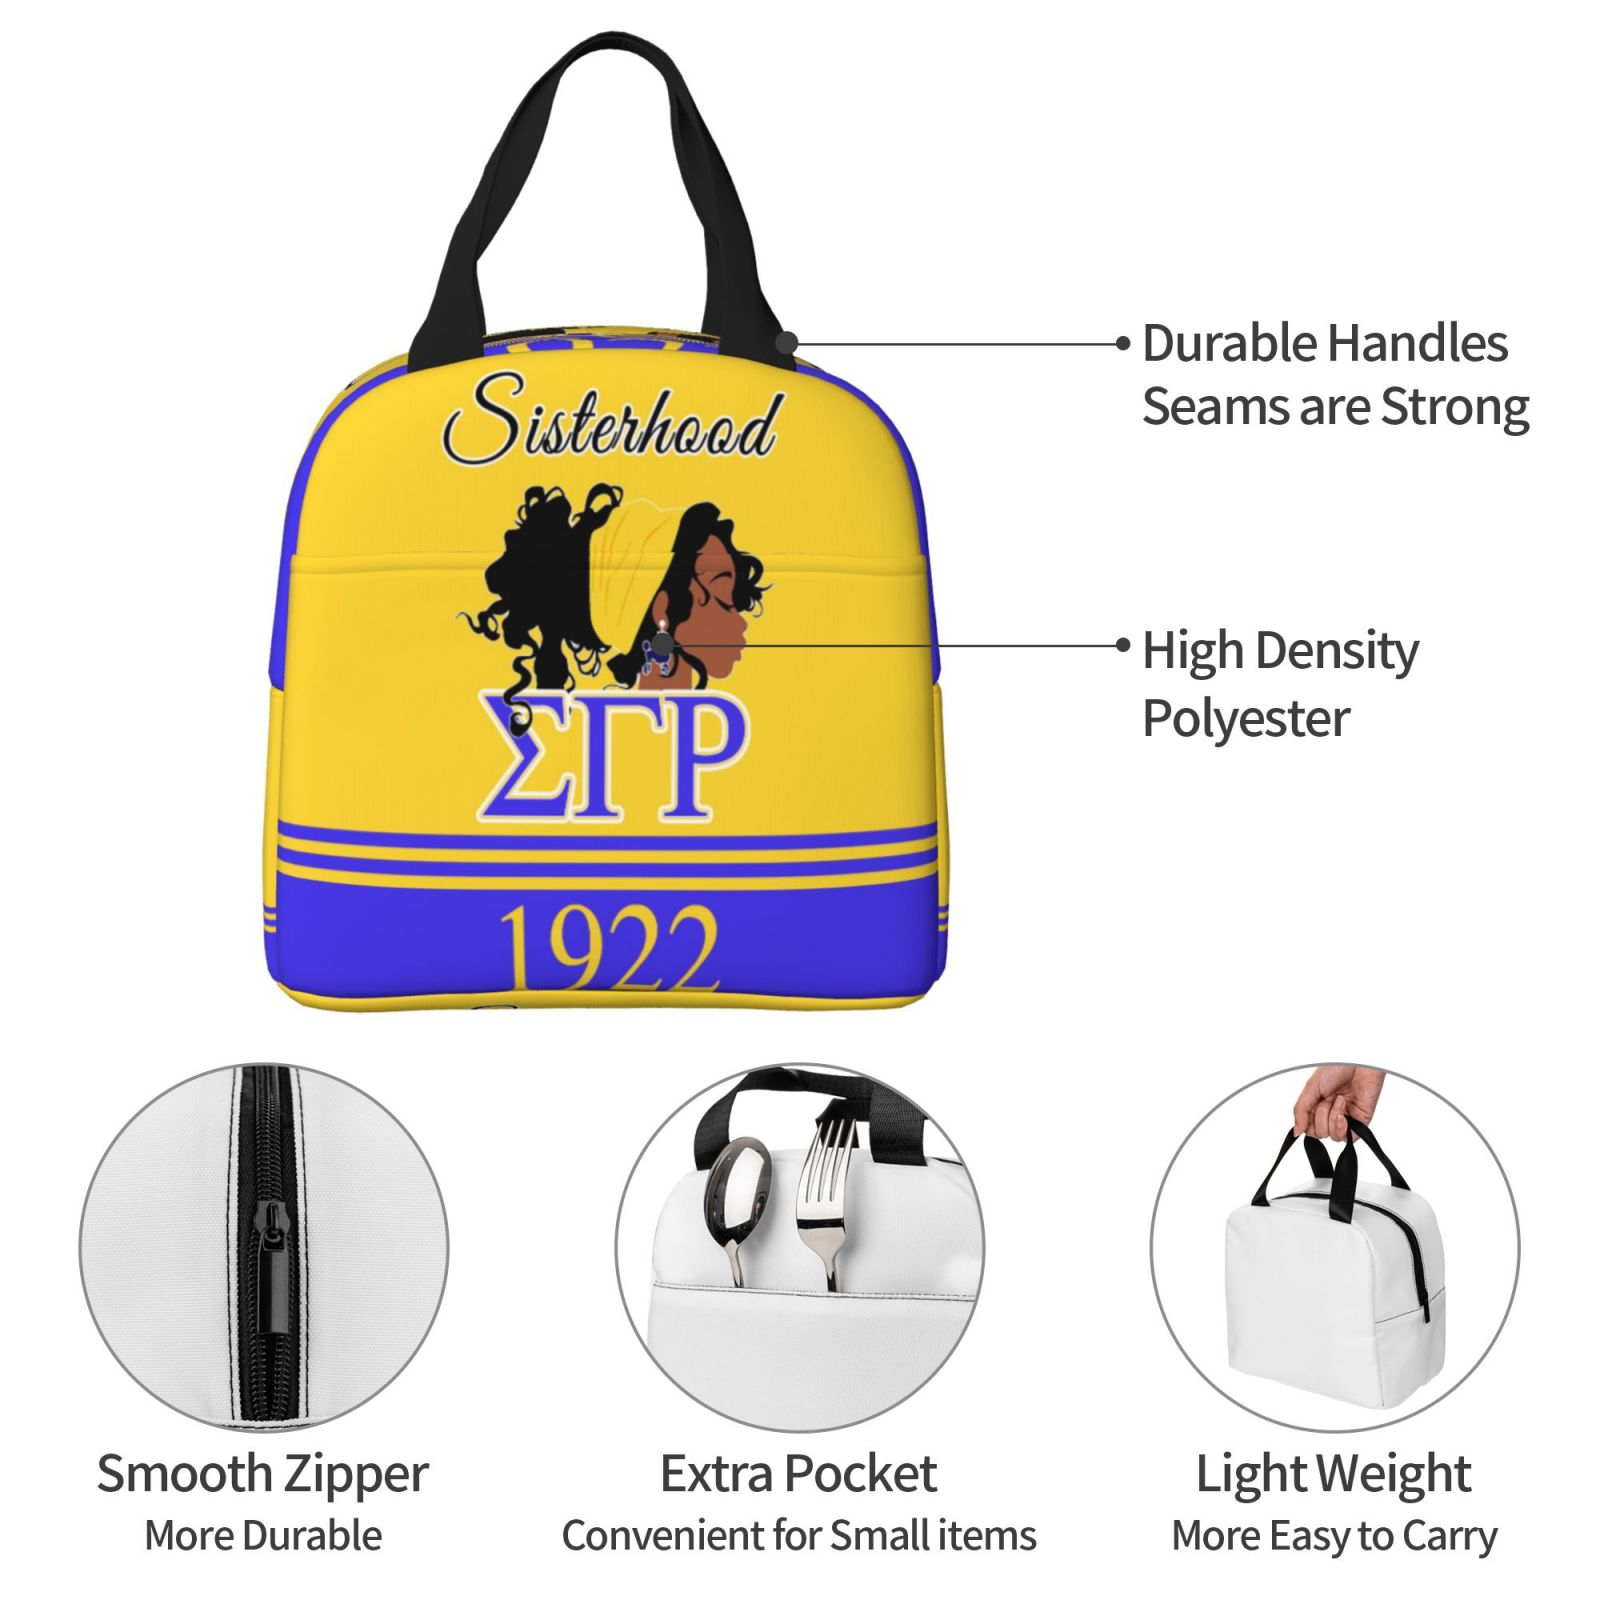 Sisterhood
ΣΓΡ
1922
Durable Handles
Seams are Strong
High Density
Polyester
Smooth Zipper
More Durable
Extra Pocket
Convenient for Small items
Light Weight
More Easy to Carry